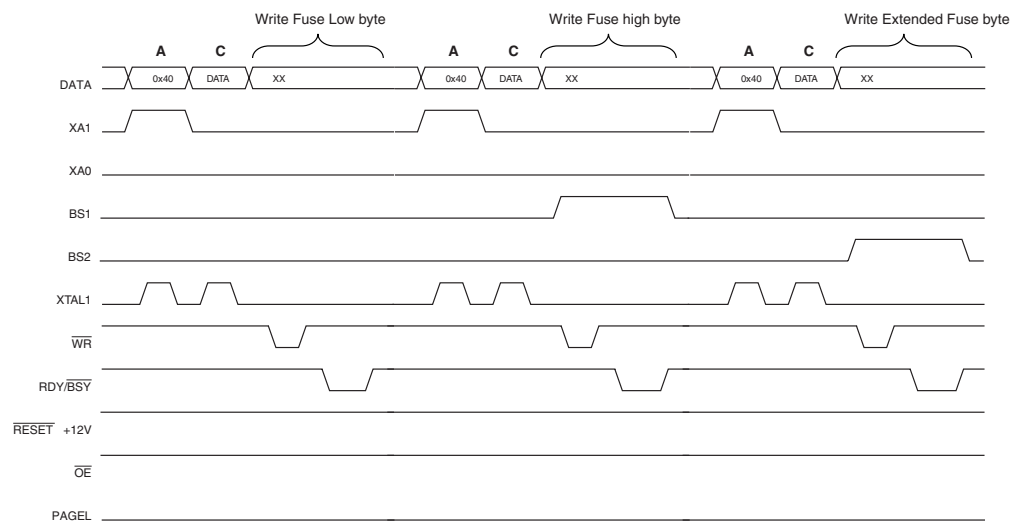 Write Fuse Low byte Write Fuse high byte Write Extended Fuse byte
A C A C A C
DATA 0x40 DATA XX 0x40 DATA XX 0x40 DATA XX
XA1
XA0
BS1
BS2
XTAL1
WR
RDY/BSY
RESET +12V
OE
PAGEL